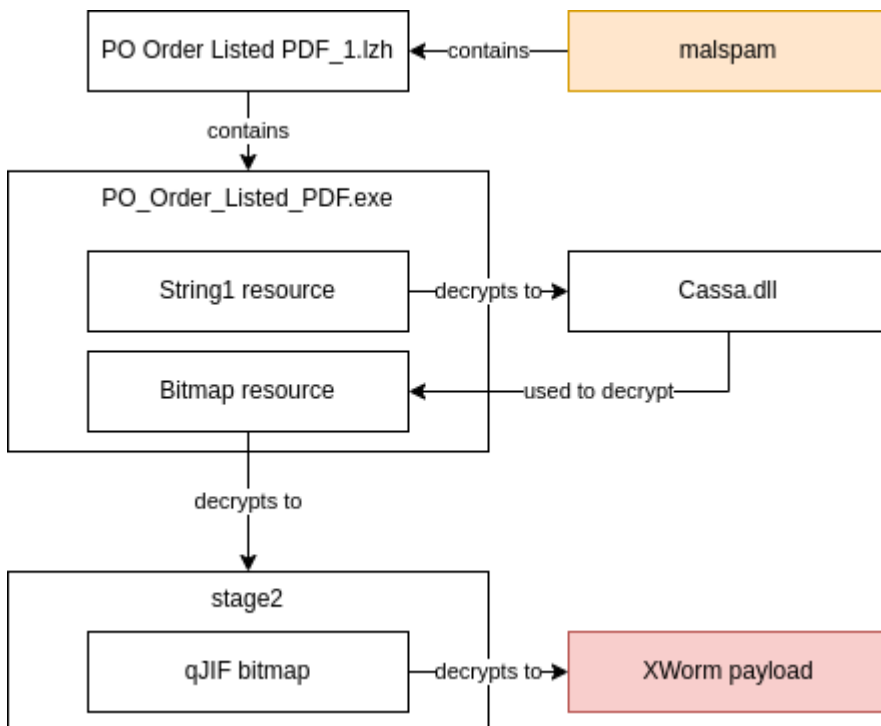 PO Order Listed PDF_1.lzh
contains
malspam
contains
PO_Order_Listed_PDF.exe
String1 resource
decrypts to
Cassa.dll
Bitmap resource
used to decrypt
decrypts to
stage2
qJIF bitmap
decrypts to
XWorm payload